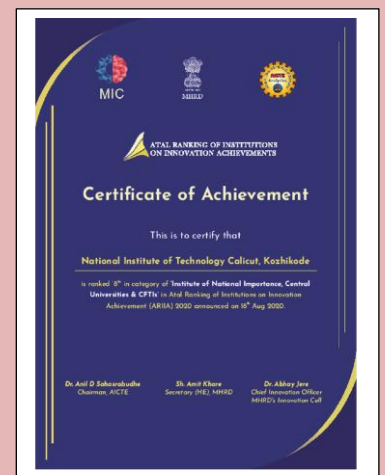 MIC
MHRD
ATAL RANKING OF INSTITUTIONS
ON INNOVATION ACHIEVEMENTS
Certificate of Achievement
This is to certify that
National Institute of Technology Calicut, Kozhikode
is ranked '8th' in category of 'Institute of National Importance, Central
Universities & CFTIs' in Atal Ranking of Institutions on Innovation
Achievement (ARIIA) 2020 announced on 18th Aug 2020.
Dr. Anil D Sahasrabudhe
Chairman, AICTE
Sh. Amit Khare
Secretary (HE), MHRD
Dr. Abhay Jere
Chief Innovation Officer
MHRD's Innovation Cell